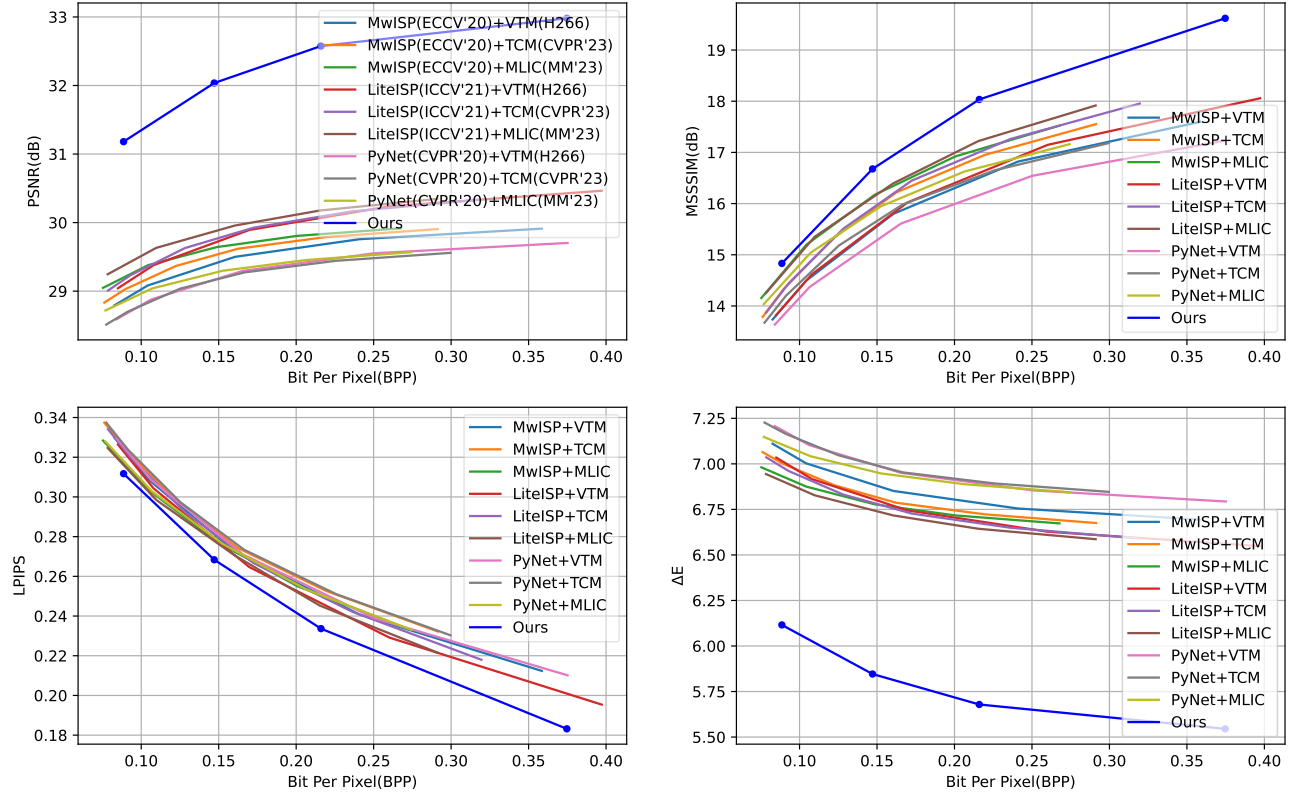 33
32
31
30
29
PSNR(dB)
0.10 0.15 0.20 0.25 0.30 0.35 0.40
Bit Per Pixel(BPP)
MwISP(ECCV'20)+VTM(H266)
MwISP(ECCV'20)+TCM(CVPR'23)
MwISP(ECCV'20)+MLIC(MM'23)
LiteISP(ICCV'21)+VTM(H266)
LiteISP(ICCV'21)+TCM(CVPR'23)
LiteISP(ICCV'21)+MLIC(MM'23)
PyNet(CVPR'20)+VTM(H266)
PyNet(CVPR'20)+TCM(CVPR'23)
PyNet(CVPR'20)+MLIC(MM'23)
Ours
19
18
17
16
15
14
MSSSIM(dB)
0.10 0.15 0.20 0.25 0.30 0.35 0.40
Bit Per Pixel(BPP)
MwISP+VTM
MwISP+TCM
MwISP+MLIC
LiteISP+VTM
LiteISP+TCM
LiteISP+MLIC
PyNet+VTM
PyNet+TCM
PyNet+MLIC
Ours
0.34
0.32
0.30
0.28
0.26
0.24
0.22
0.20
0.18
LPIPS
0.10 0.15 0.20 0.25 0.30 0.35 0.40
Bit Per Pixel(BPP)
MwISP+VTM
MwISP+TCM
MwISP+MLIC
LiteISP+VTM
LiteISP+TCM
LiteISP+MLIC
PyNet+VTM
PyNet+TCM
PyNet+MLIC
Ours
7.25
7.00
6.75
6.50
6.25
6.00
5.75
5.50
ΔE
0.10 0.15 0.20 0.25 0.30 0.35 0.40
Bit Per Pixel(BPP)
MwISP+VTM
MwISP+TCM
MwISP+MLIC
LiteISP+VTM
LiteISP+TCM
LiteISP+MLIC
PyNet+VTM
PyNet+TCM
PyNet+MLIC
Ours